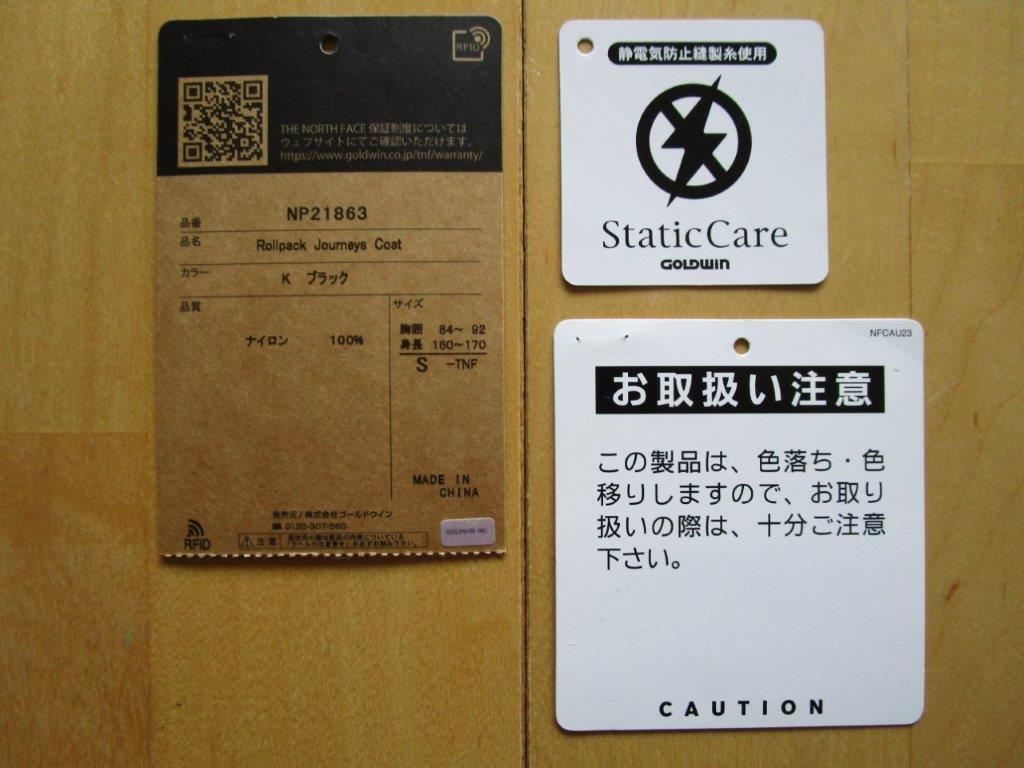 RFID
THE NORTH FACE 保証制度については
ウェブサイトにてご確認いただけます。
https://www.goldwin.co.jp/tnf/warranty/
品番 NP21863
品名 Rollpack Journeys Coat
カラー K ブラック
品質
ナイロン 100%
サイズ
胸囲 84～ 92
身長 160～170
S -TNF
MADE IN
CHINA
発売元/株式会社ゴールドウイン
0120-307-560
RFID
注意
GOLDWIN INC
静電気防止縫製糸使用
StaticCare
GOLDWIN
NFCAU23
お取扱い注意
この製品は、色落ち・色
移りしますので、お取り
扱いの際は、十分ご注意
下さい。
CAUTION